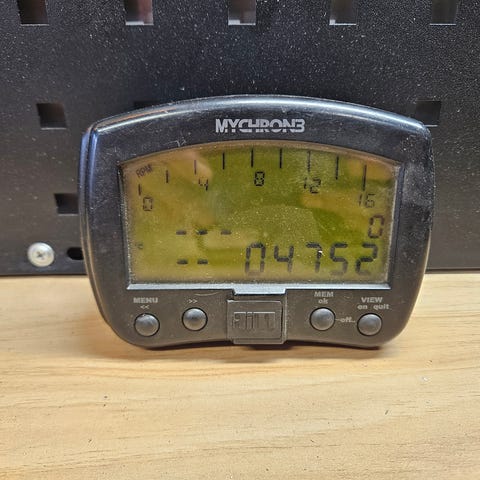 MYCHRON3
RPM
0 4 8 12 16
0
--- 
-- 04752
MENU
<< >>
MEM
ok
VIEW
on quit
-off-
AIM